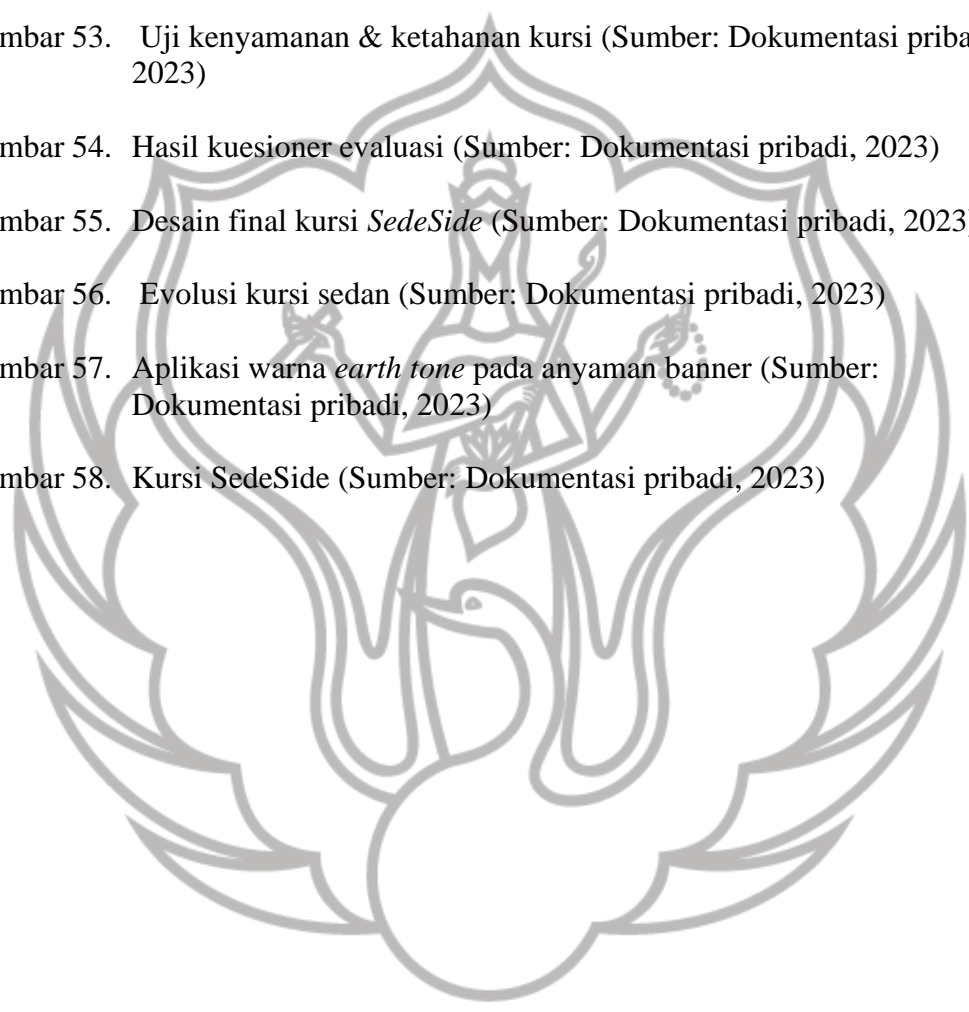 mbar 53. Uji kenyamanan & ketahanan kursi (Sumber: Dokumentasi priba
2023)
mbar 54. Hasil kuesioner evaluasi (Sumber: Dokumentasi pribadi, 2023)
mbar 55. Desain final kursi SedeSide (Sumber: Dokumentasi pribadi, 2023)
mbar 56. Evolusi kursi sedan (Sumber: Dokumentasi pribadi, 2023)
mbar 57. Aplikasi warna earth tone pada anyaman banner (Sumber:
Dokumentasi pribadi, 2023)
mbar 58. Kursi SedeSide (Sumber: Dokumentasi pribadi, 2023)